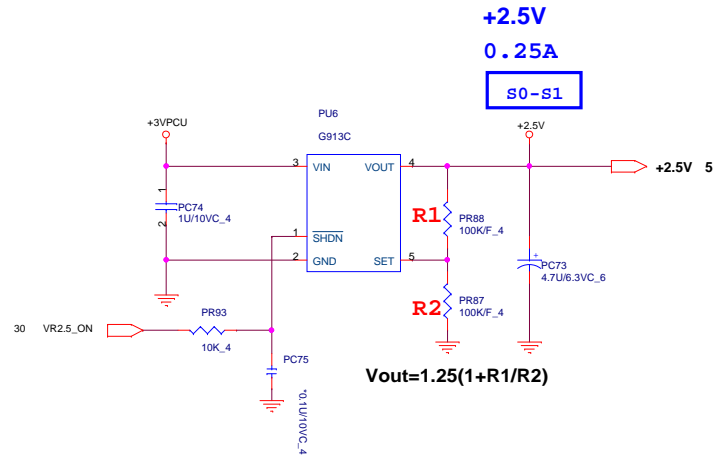 +2.5V
0.25A
S0-S1
PU6
+3VPCU
G913C
+2.5V
3 VIN VOUT 4
+2.5V 5
1
PC74
1U/10VC_4
2
R1
PR88
100K/F_4
1 SHDN
2 GND SET 5
PC73
4.7U/6.3VC_6
+
R2
PR87
100K/F_4
PR93
30 VR2.5_ON
10K_4
PC75
*0.1U/10VC_4
Vout=1.25(1+R1/R2)